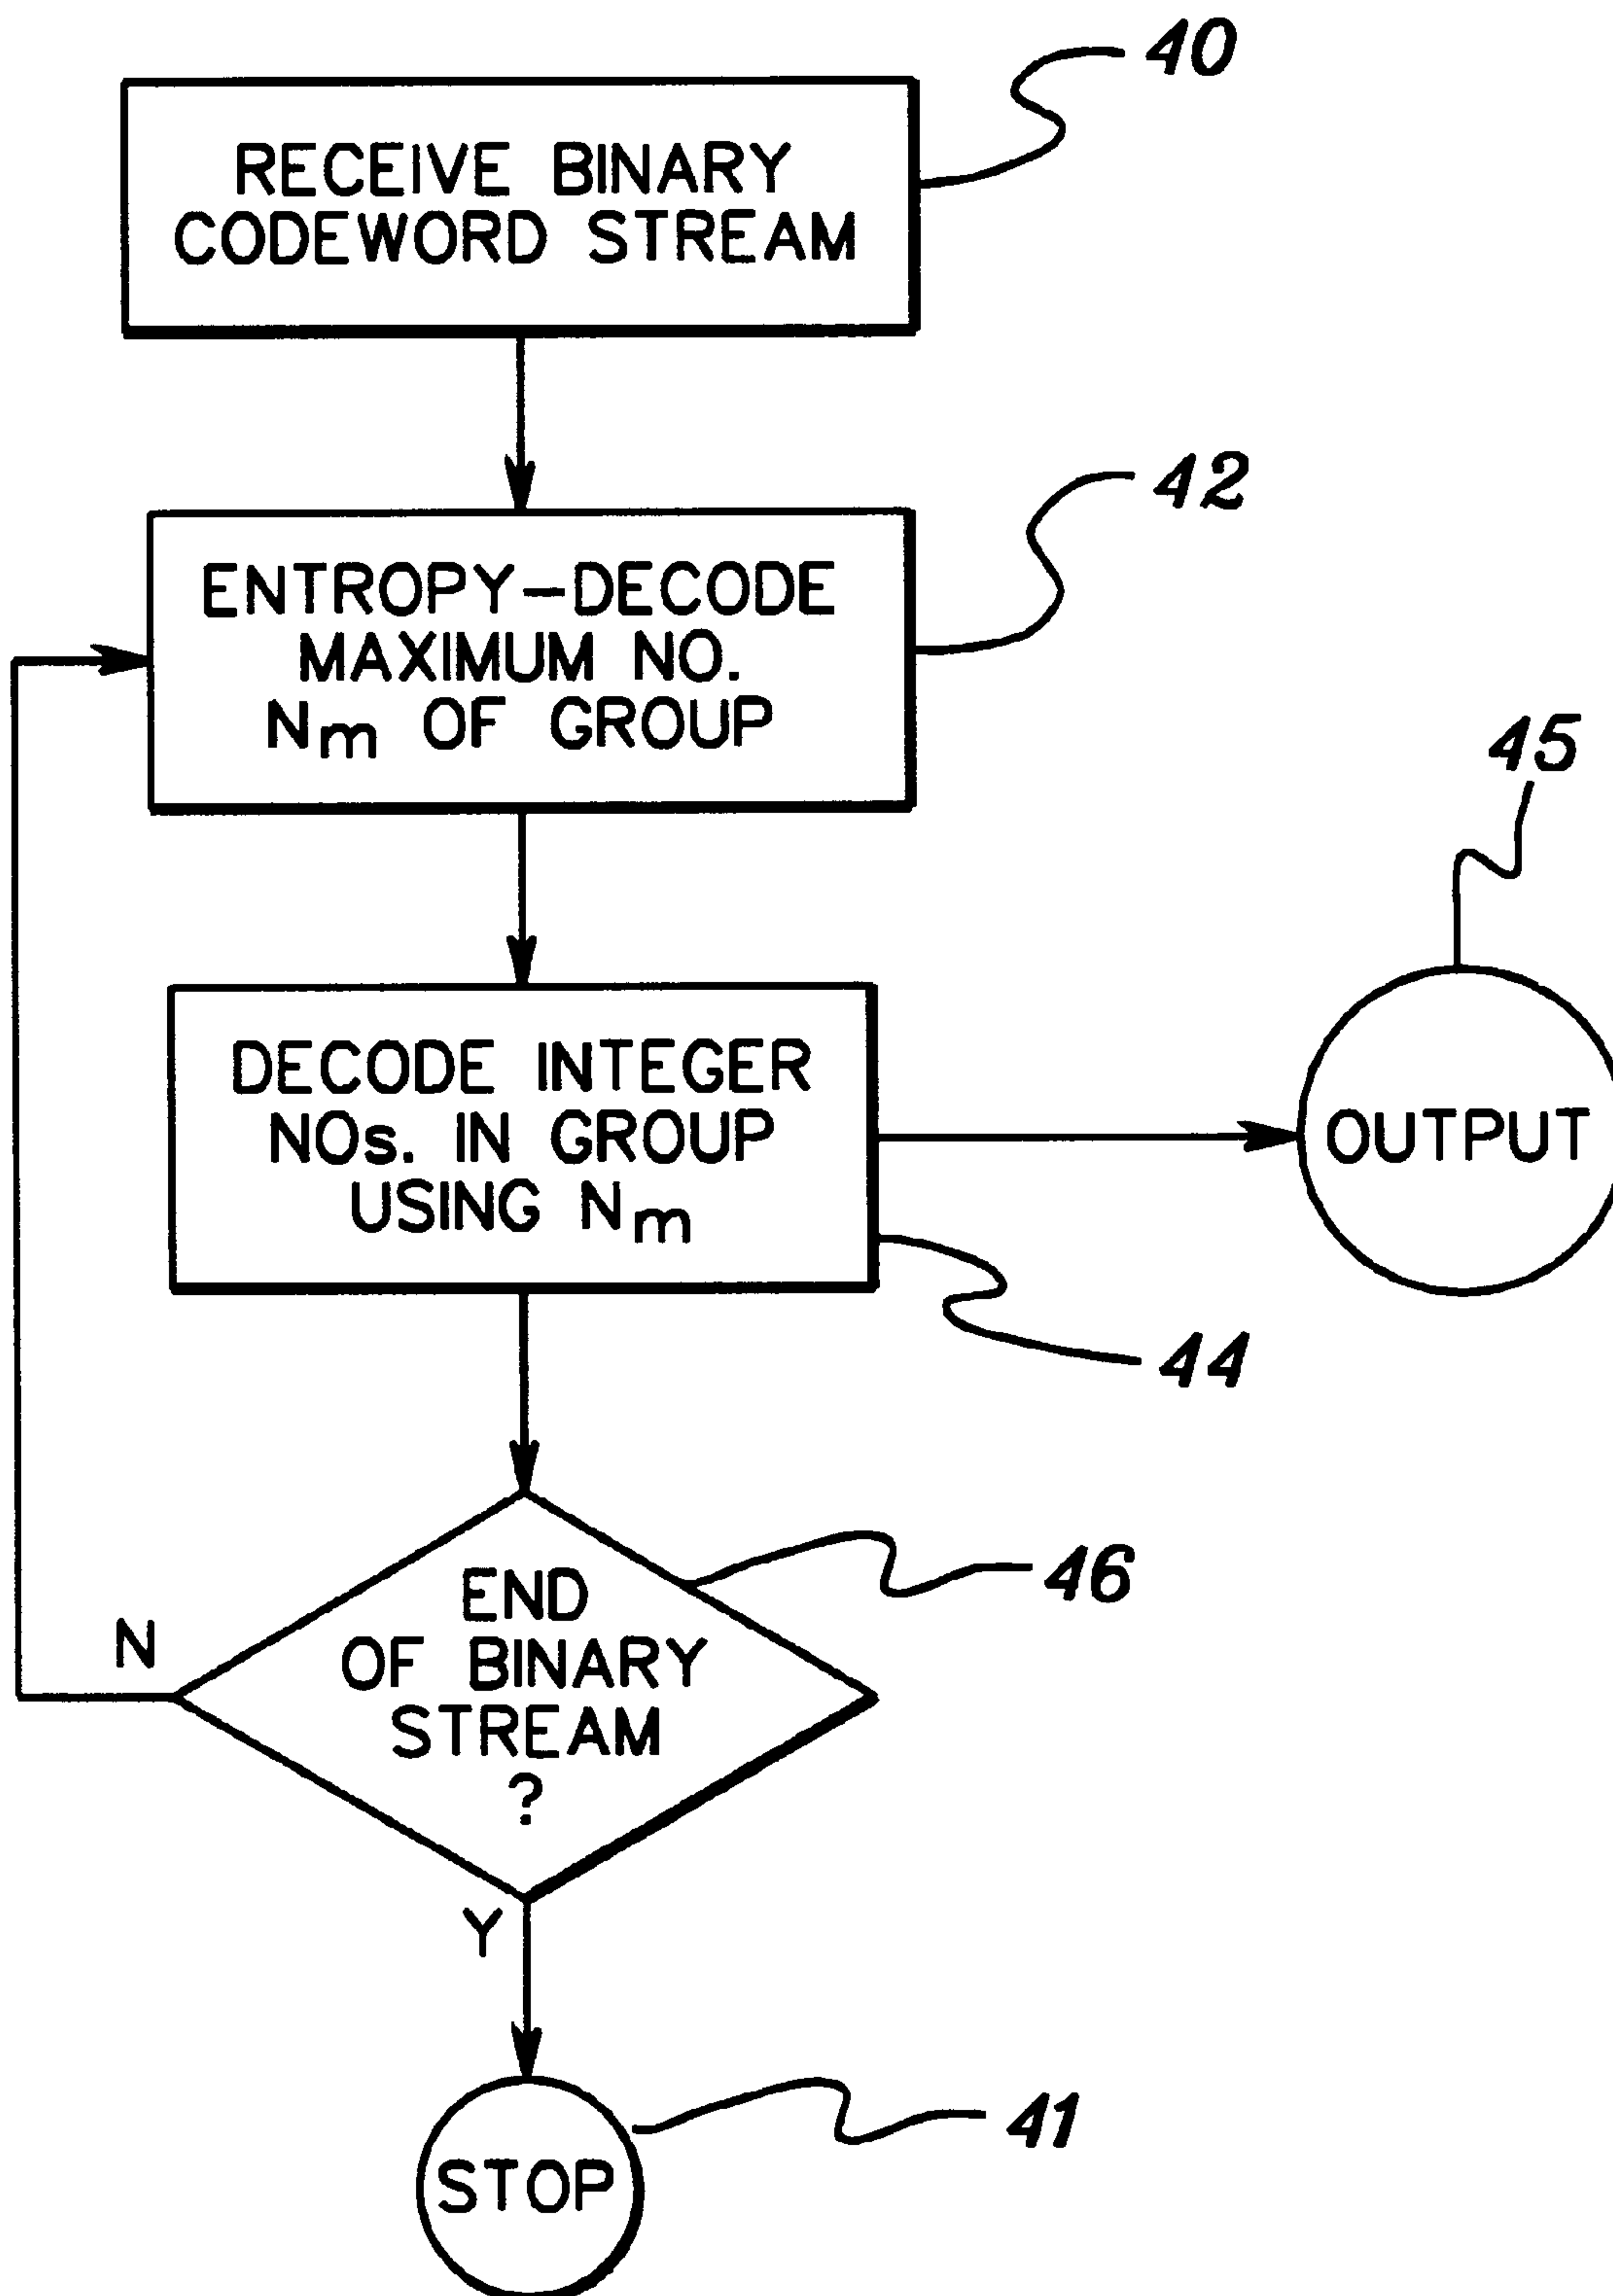 40
RECEIVE BINARY
CODEWORD STREAM
42
ENTROPY-DECODE
MAXIMUM NO.
Nm OF GROUP
45
DECODE INTEGER
NOs. IN GROUP
USING Nm
OUTPUT
44
46
END
OF BINARY
STREAM
?
N
Y
41
STOP